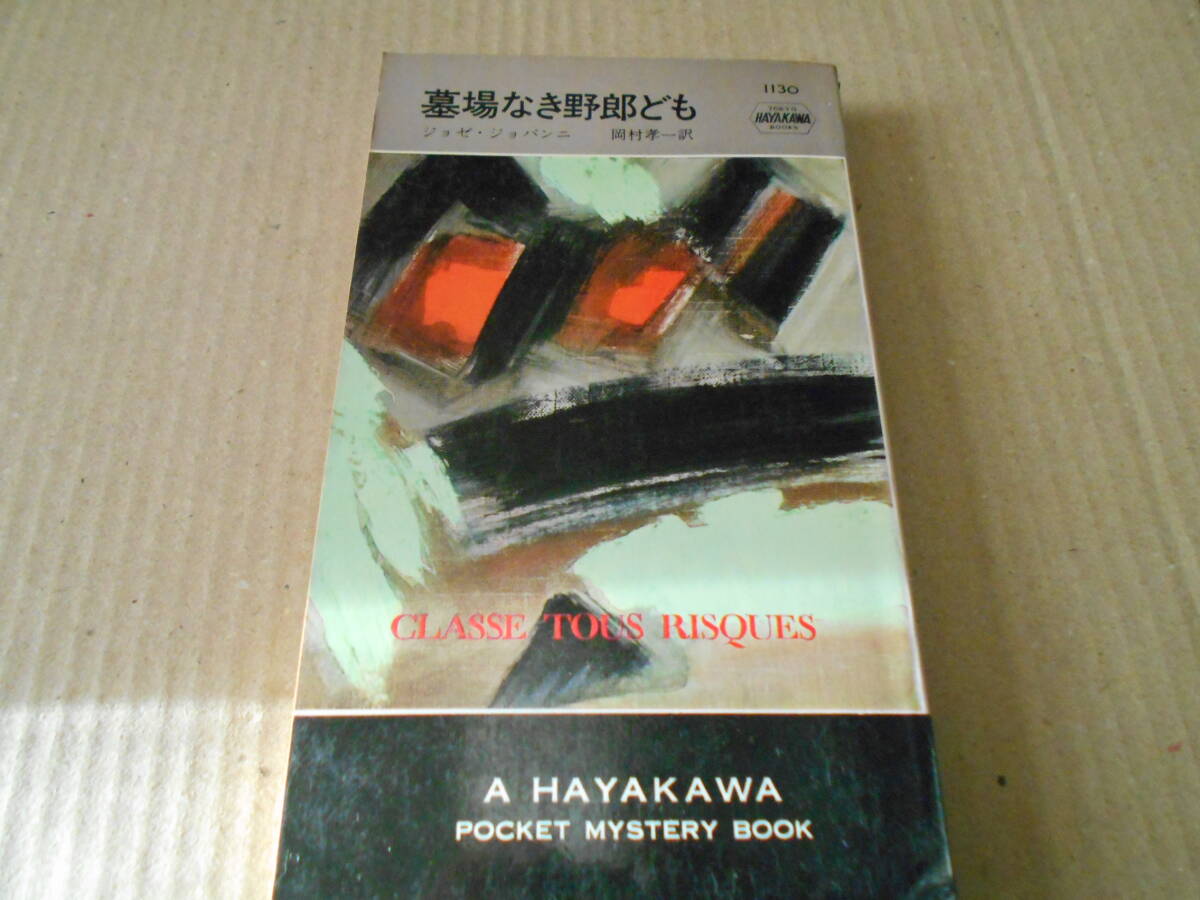 墓場なき野郎ども
1130
ジョゼ・ジョバンニ 岡村孝一訳
TOKYO
HAYAKAWA
BOOKS
CLASSE TOUS RISQUES
A HAYAKAWA
POCKET MYSTERY BOOK